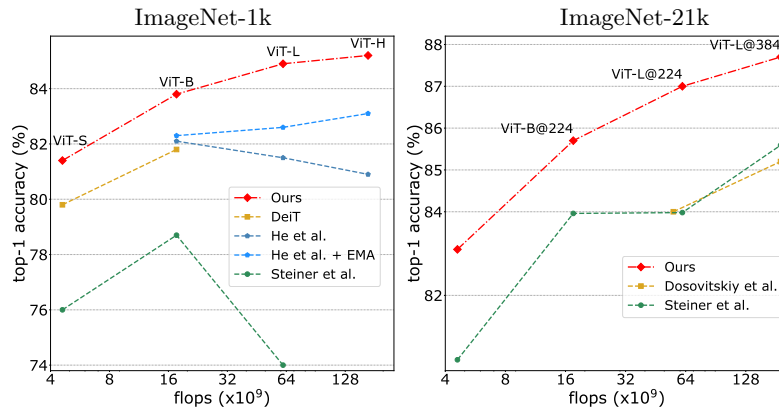 ImageNet-1k
ViT-H
ViT-L
ViT-B
ViT-S
84
82
80
78
76
74
top-1 accuracy (%)
Ours
DeiT
He et al.
He et al. + EMA
Steiner et al.
4 8 16 32 64 128
flops (x10⁹)
ImageNet-21k
ViT-L@384
ViT-L@224
ViT-B@224
88
87
86
85
84
82
top-1 accuracy (%)
Ours
Dosovitskiy et al.
Steiner et al.
4 8 16 32 64 128
flops (x10⁹)